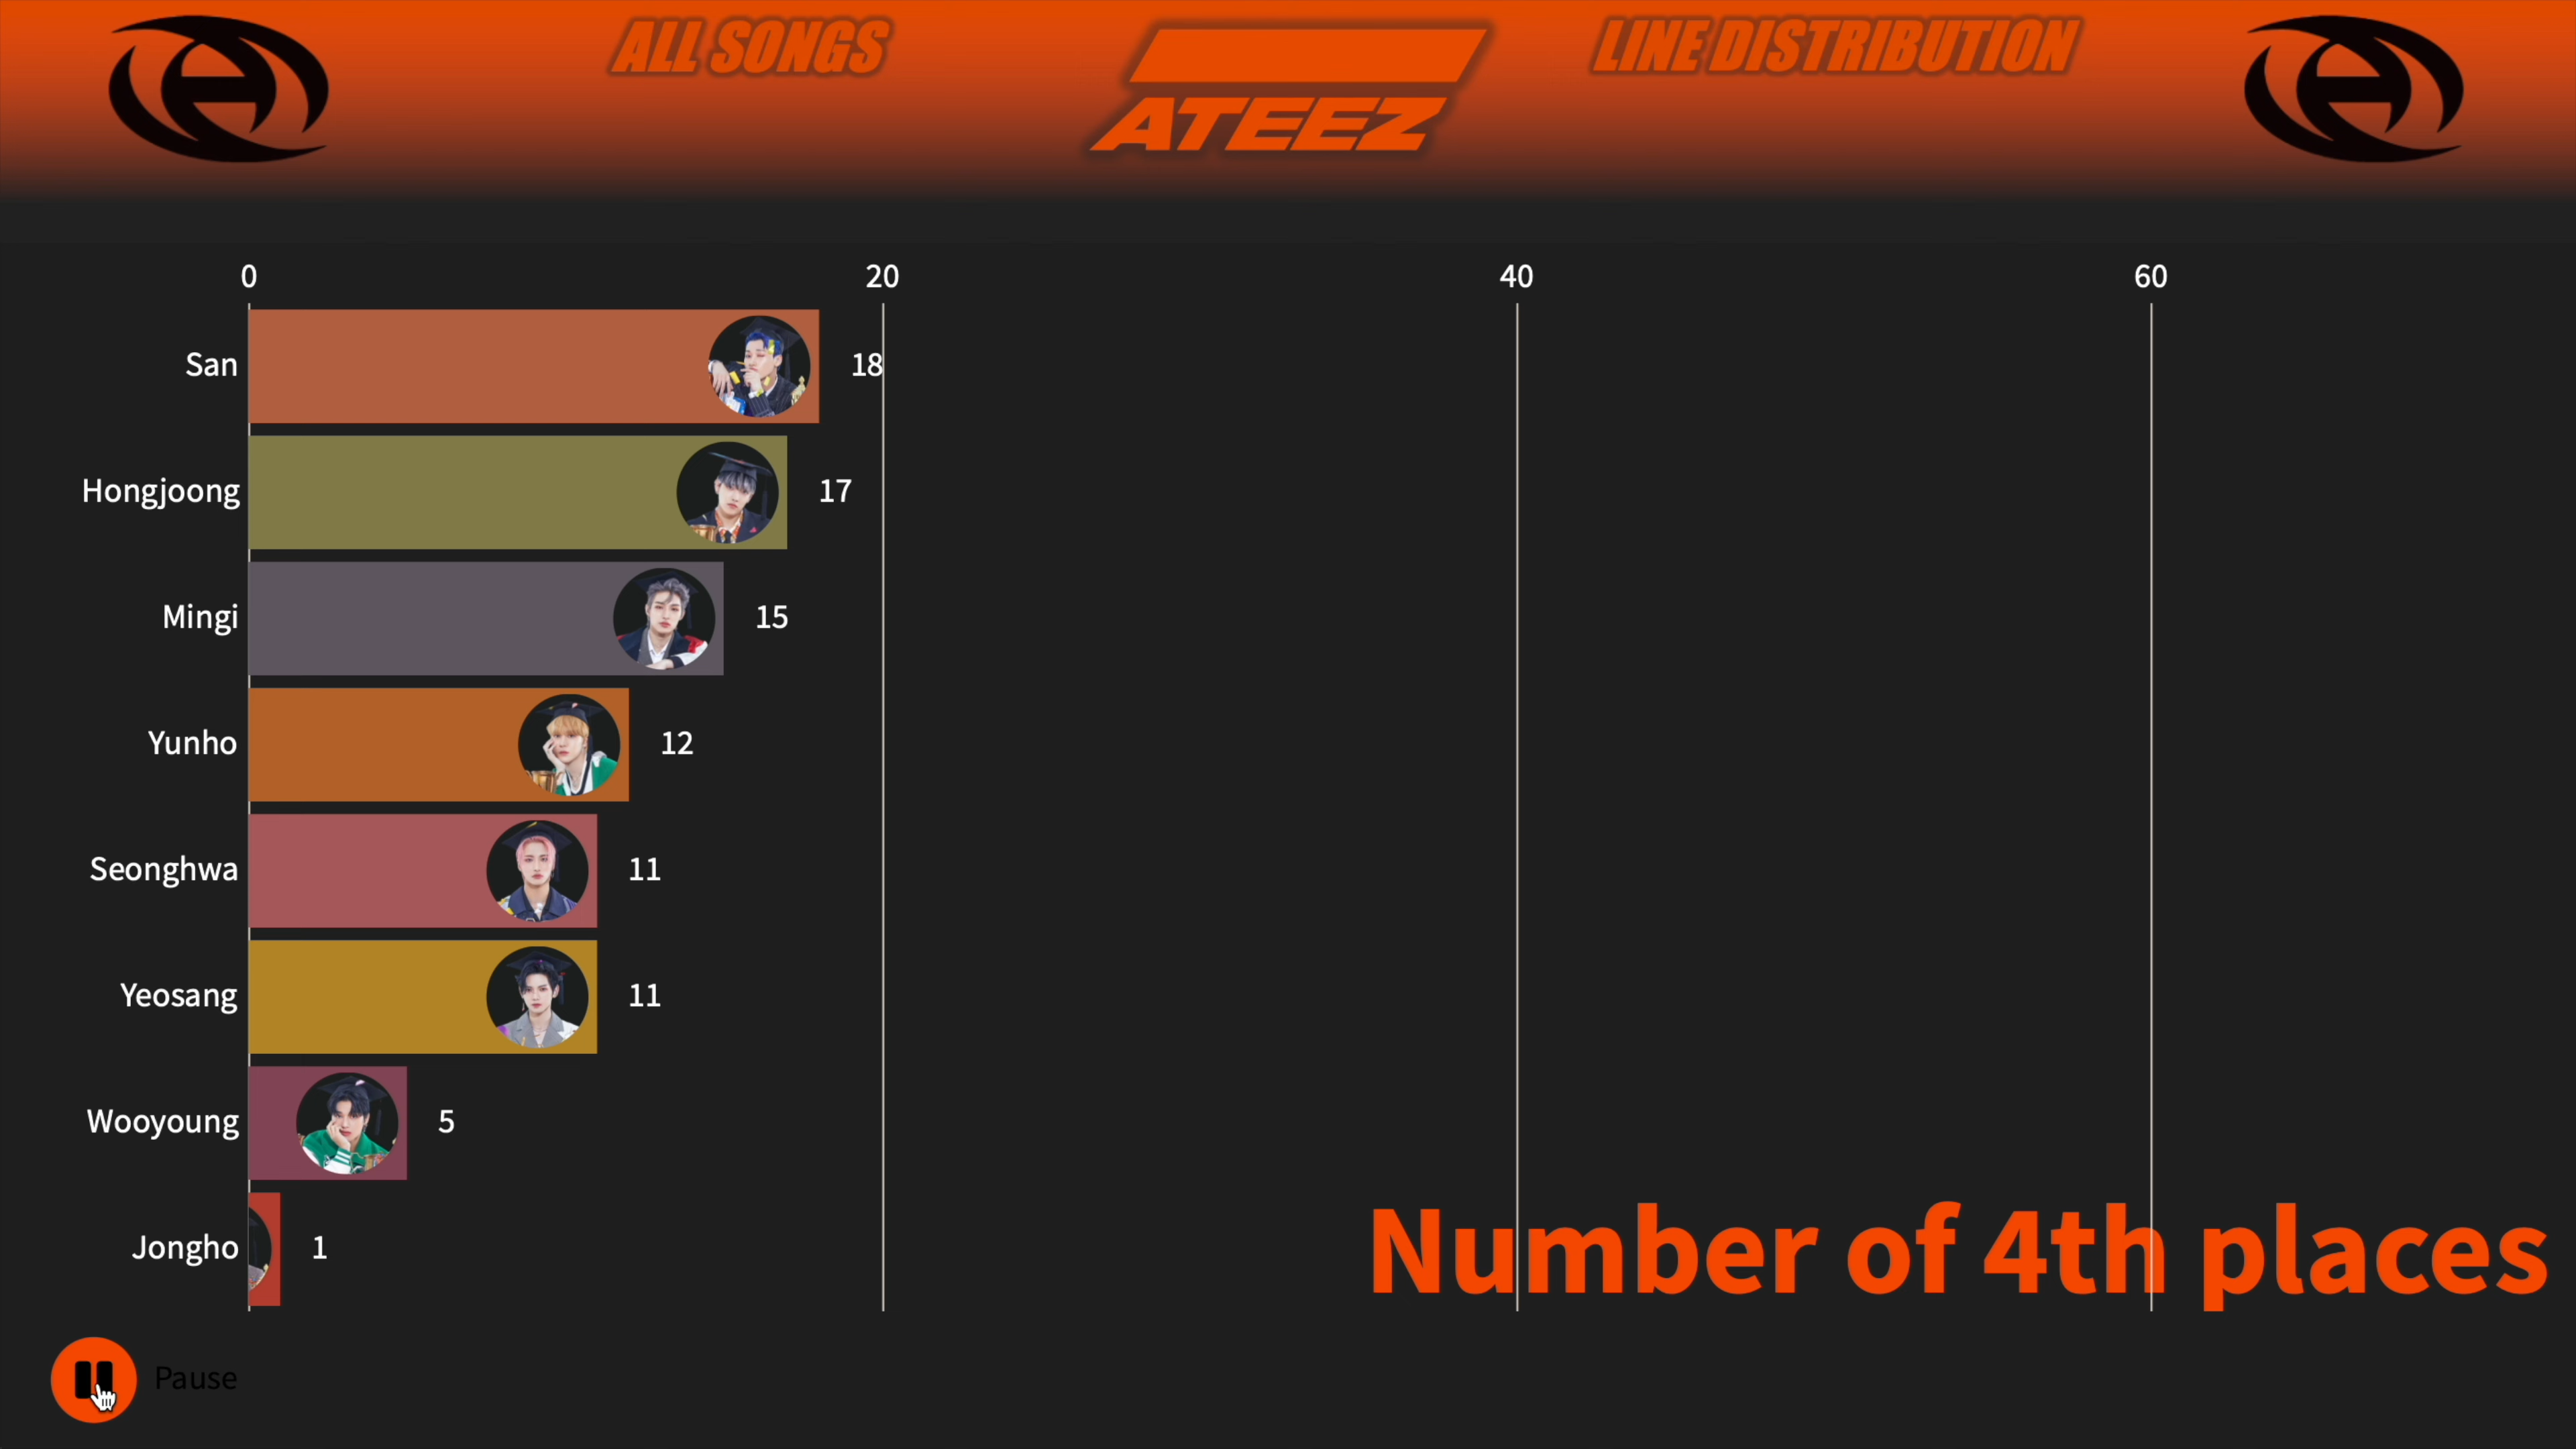 ALL SONGS
ATEEZ
LINE DISTRIBUTION
0 20 40 60
San 18
Hongjoong 17
Mingi 15
Yunho 12
Seonghwa 11
Yeosang 11
Wooyoung 5
Jongho 1
Number of 4th places
Pause